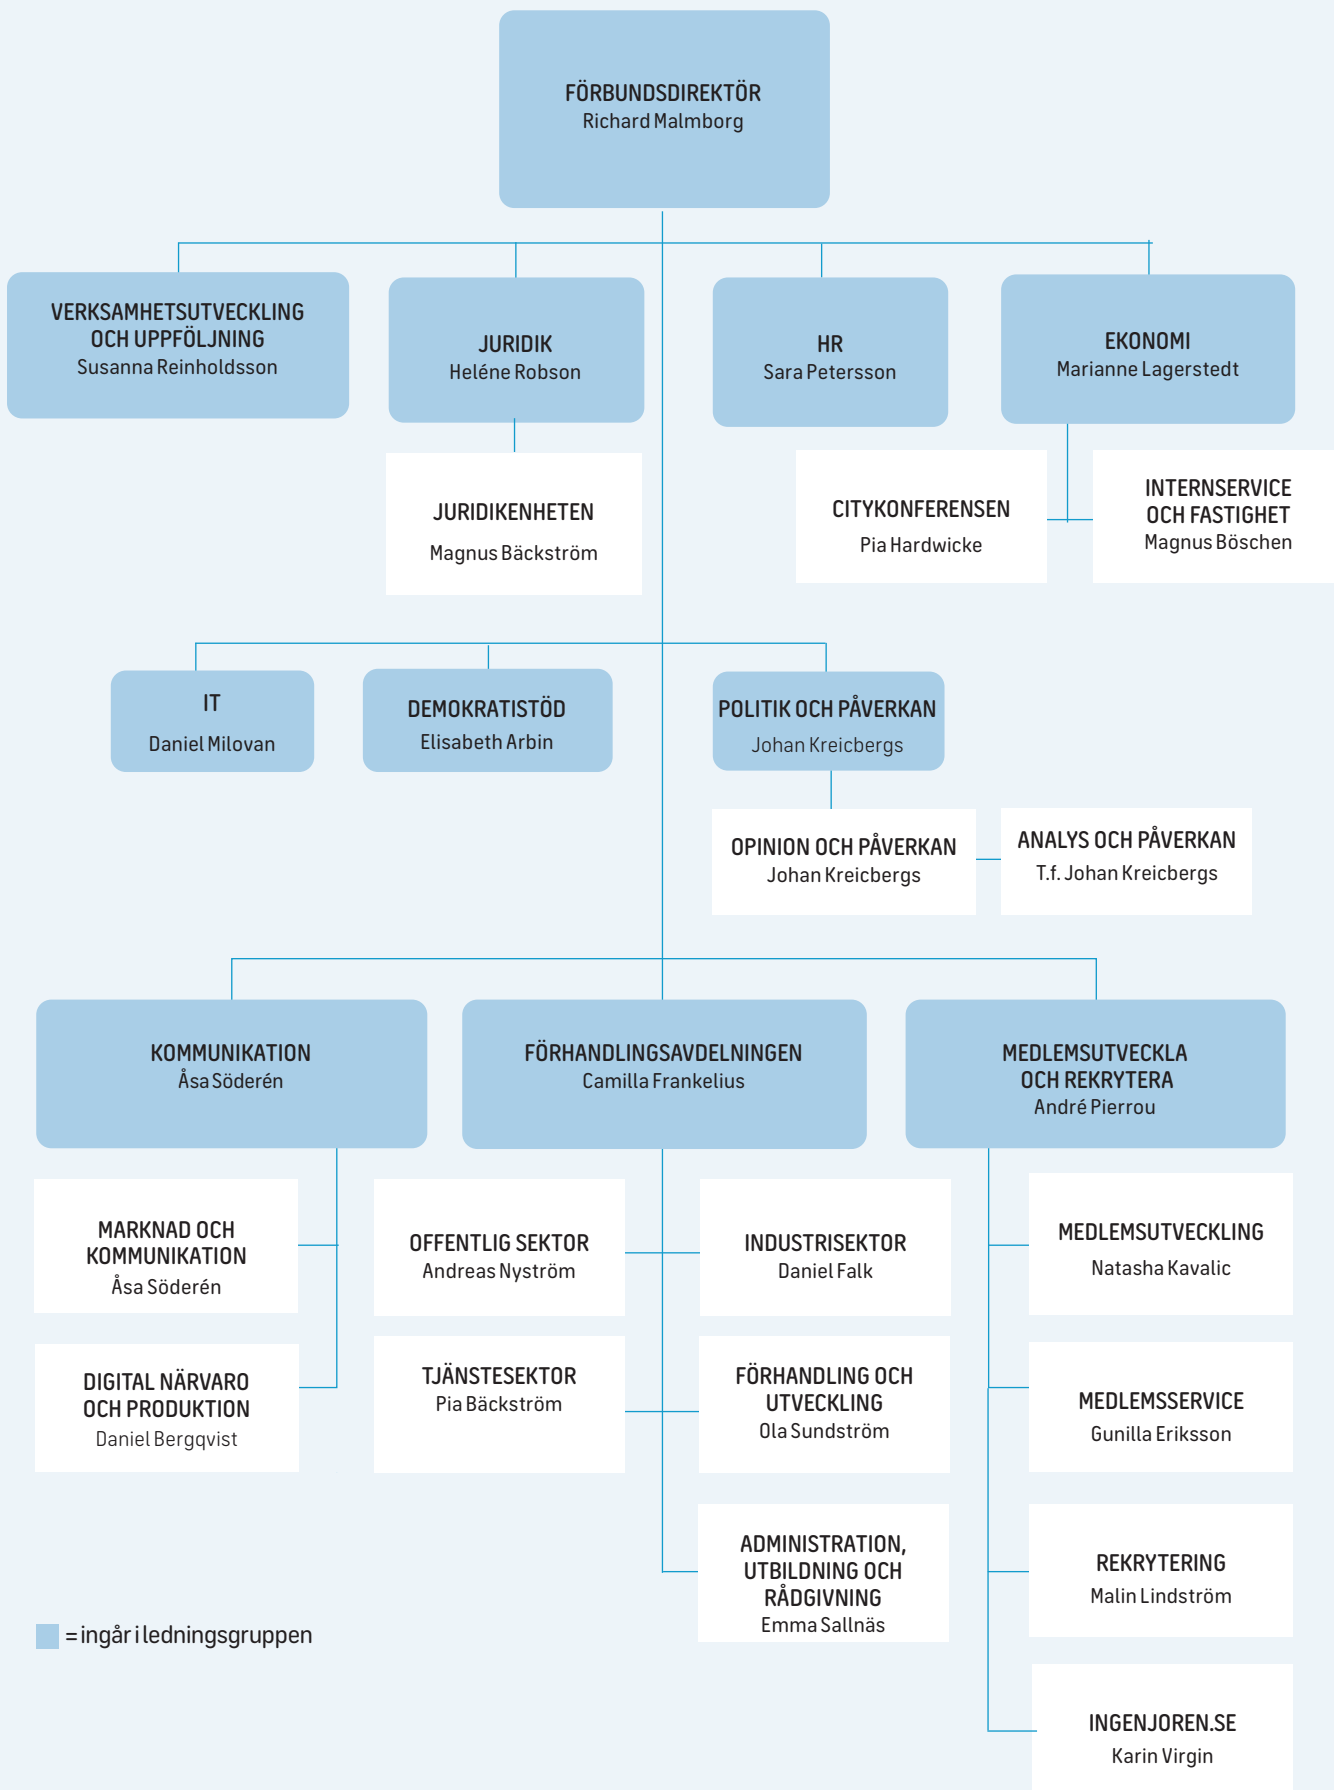 FÖRBUNDSDIREKTÖR
Richard Malmborg
VERKSAMHETSUTVECKLING
OCH UPPFÖLJNING
Susanna Reinholdsson
JURIDIK
Heléne Robson
HR
Sara Petersson
EKONOMI
Marianne Lagerstedt
JURIDIKENHETEN
Magnus Bäckström
CITYKONFERENSEN
Pia Hardwicke
INTERNSERVICE
OCH FASTIGHET
Magnus Böschen
IT
Daniel Milovan
DEMOKRATISTÖD
Elisabeth Arbin
POLITIK OCH PÅVERKAN
Johan Kreicbergs
OPINION OCH PÅVERKAN
Johan Kreicbergs
ANALYS OCH PÅVERKAN
T.f. Johan Kreicbergs
KOMMUNIKATION
Åsa Söderén
FÖRHANDLINGSAVDELNINGEN
Camilla Frankelius
MEDLEMSUTVECKLA
OCH REKRYTERA
André Pierrou
MARKNAD OCH
KOMMUNIKATION
Åsa Söderén
OFFENTLIG SEKTOR
Andreas Nyström
INDUSTRISEKTOR
Daniel Falk
MEDLEMSUTVECKLING
Natasha Kavalic
DIGITAL NÄRVARO
OCH PRODUKTION
Daniel Bergqvist
TJÄNSTESEKTOR
Pia Bäckström
FÖRHANDLING OCH
UTVECKLING
Ola Sundström
MEDLEMSSERVICE
Gunilla Eriksson
ADMINISTRATION,
UTBILDNING OCH
RÅDGIVNING
Emma Sallnäs
REKRYTERING
Malin Lindström
= ingår i ledningsgruppen
INGENJOREN.SE
Karin Virgin